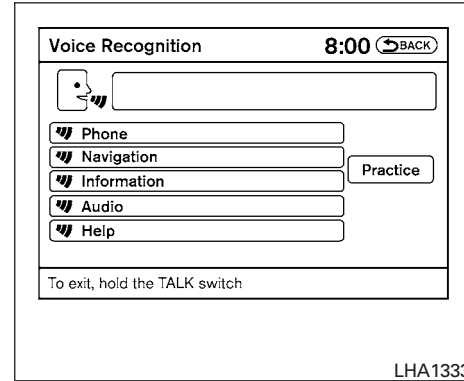 Voice Recognition 8:00 BACK
Phone
Navigation
Practice
Information
Audio
Help
To exit, hold the TALK switch
LHA1333